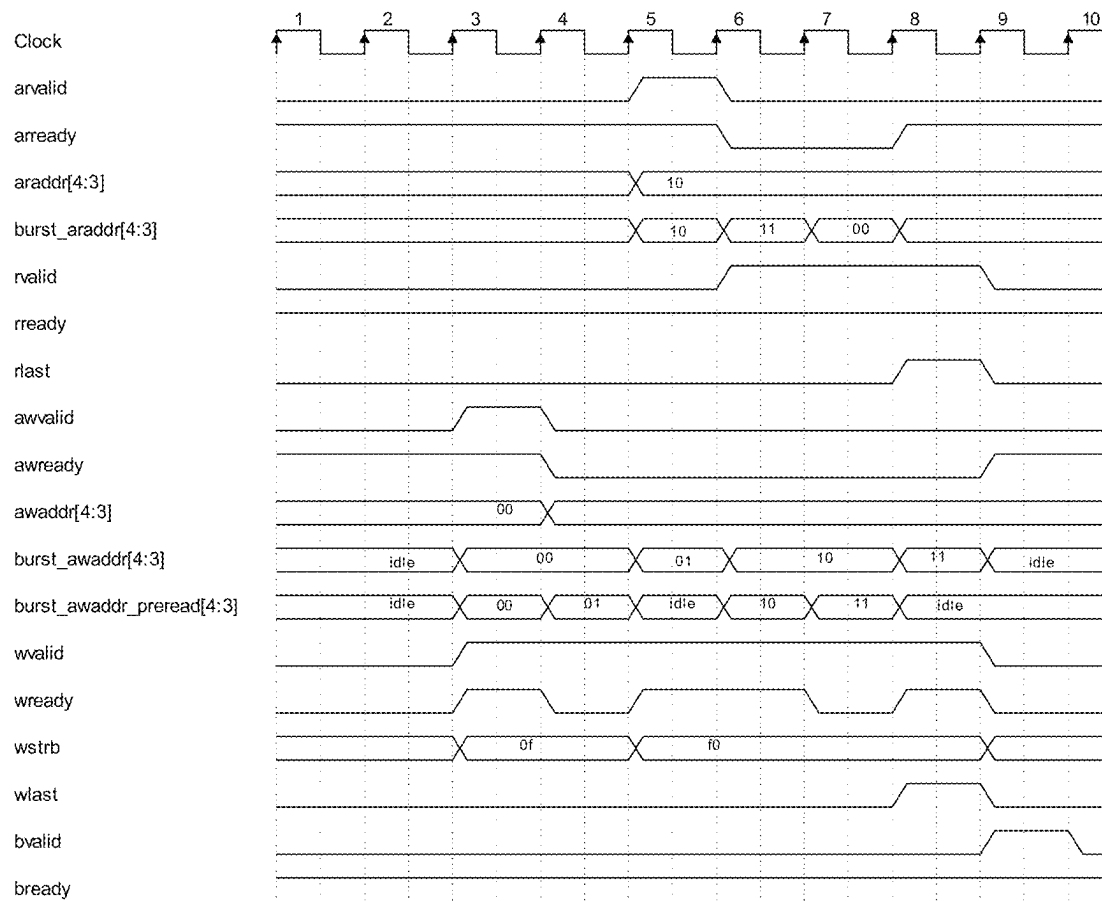 1 2 3 4 5 6 7 8 9 10
Clock
arvalid
arready
araddr[4:3] 10
burst_araddr[4:3] 10 11 00
rvalid
rready
rlast
awvalid
awready
awaddr[4:3] 00
burst_awaddr[4:3] idle 00 01 10 11 idle
burst_awaddr_preread[4:3] idle 00 01 idle 10 11 idle
wvalid
wready
wstrb 0f f0
wlast
bvalid
bready